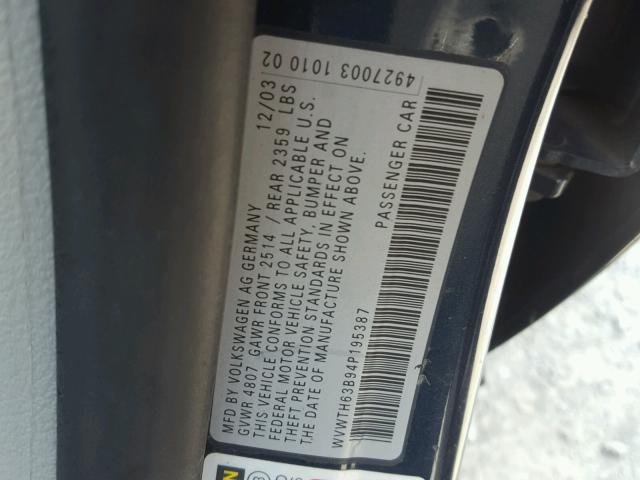 MFD BY VOLKSWAGEN AG GERMANY 12/03
GVWR 4807 GAWR FRONT 2514 / REAR 2359 LBS
THIS VEHICLE CONFORMS TO ALL APPLICABLE U.S.
FEDERAL MOTOR VEHICLE SAFETY, BUMPER AND
THEFT PREVENTION STANDARDS IN EFFECT ON
THE DATE OF MANUFACTURE SHOWN ABOVE.
WVWTH63B94P195387 PASSENGER CAR
4927003 1010 02